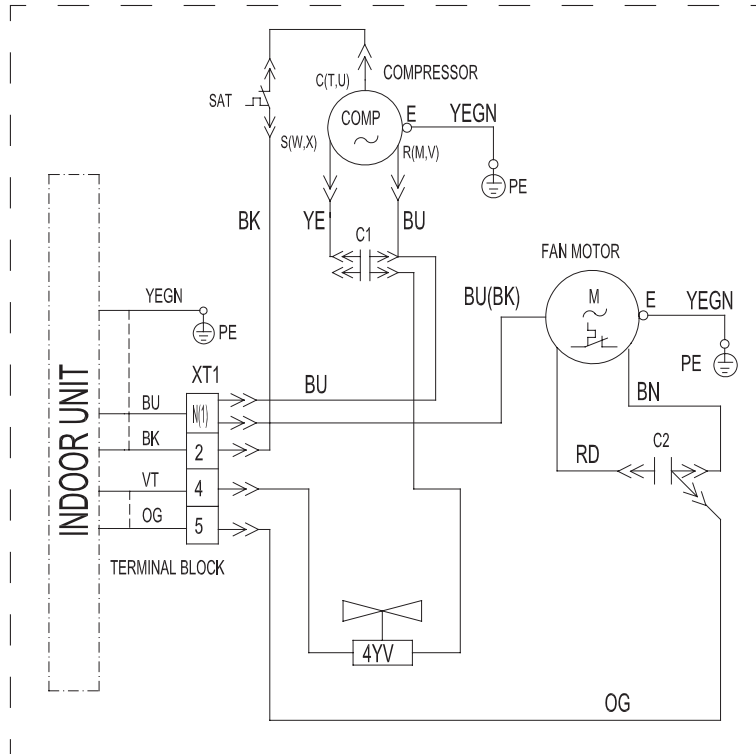 C(T,U)
COMPRESSOR
SAT
COMP
E
YEGN
S(W,X)
R(M,V)
PE
BK
YE
BU
C1
FAN MOTOR
BU(BK)
M
E
YEGN
YEGN
PE
PE
XT1
BU
BN
INDOOR UNIT
BU
N(1)
BK
2
C2
RD
VT
4
OG
5
TERMINAL BLOCK
4YV
OG